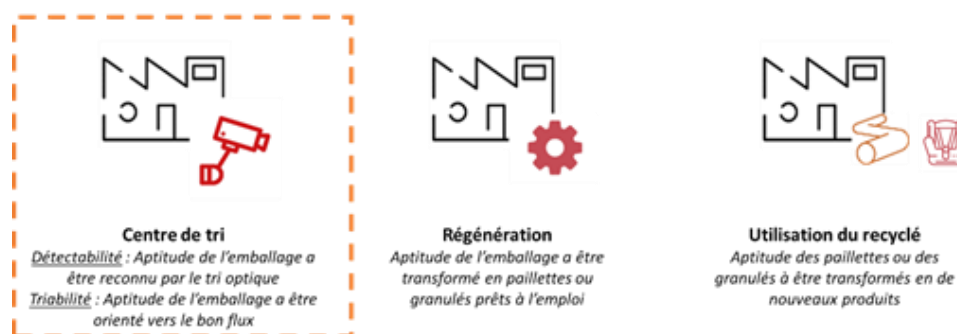 Centre de tri
Détectabilité : Aptitude de l'emballage a
être reconnu par le tri optique
Triabilité : Aptitude de l'emballage a être
orienté vers le bon flux
Régénération
Aptitude de l'emballage a être
transformé en paillettes ou
granulés prêts à l'emploi
Utilisation du recyclé
Aptitude des paillettes ou des
granulés à être transformés en de
nouveaux produits